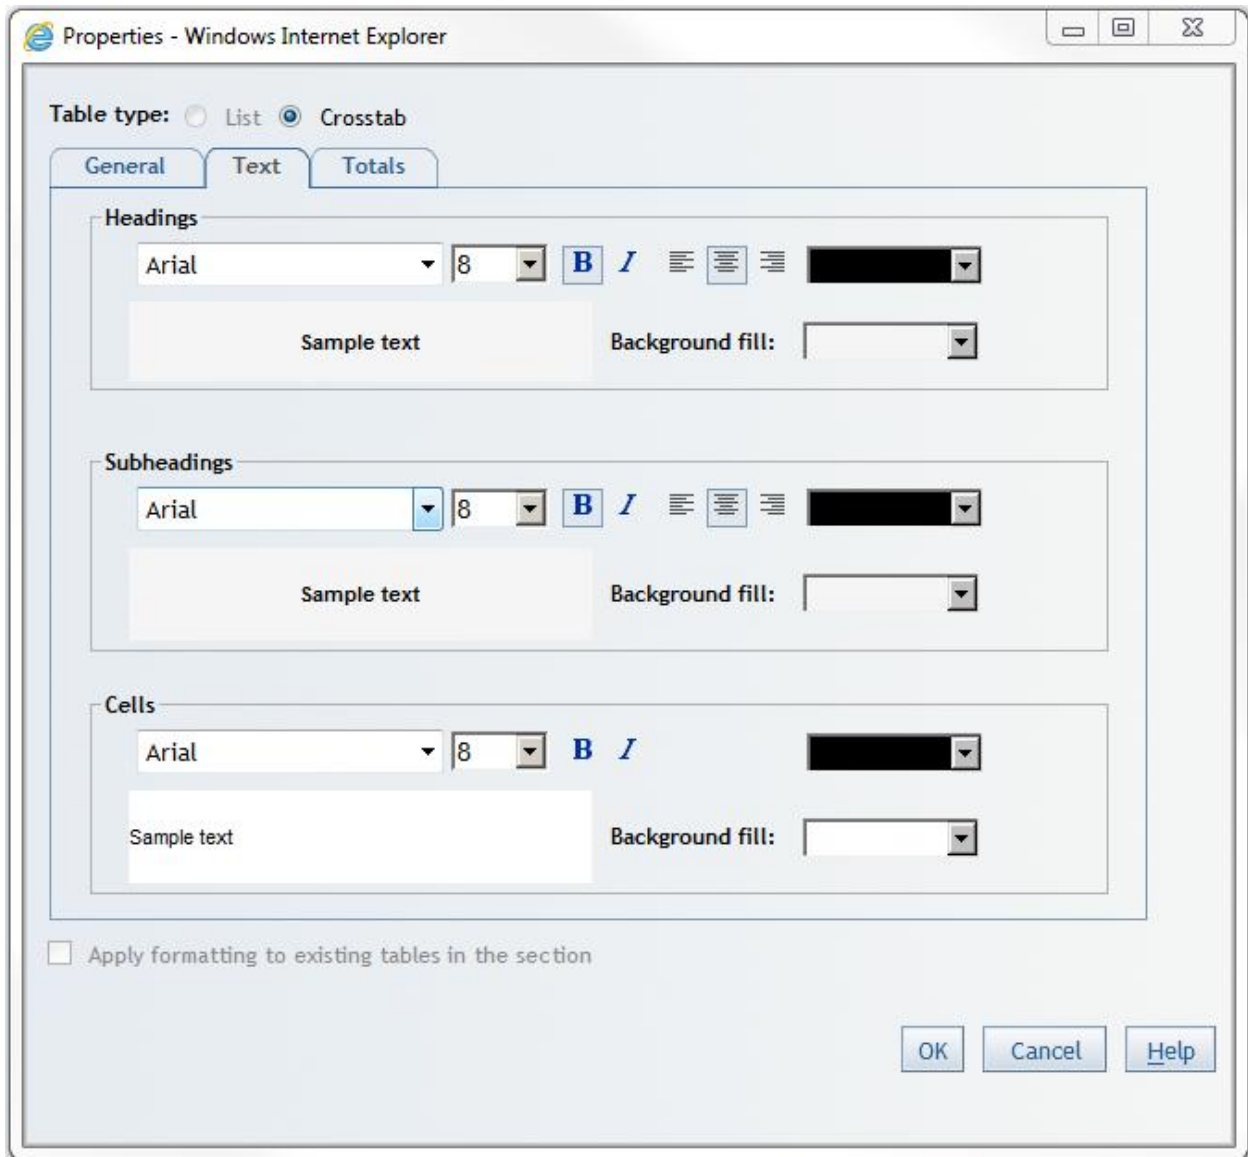 Properties - Windows Internet Explorer
Table type: List Crosstab
General Text Totals
Headings
Arial 8 B I
Sample text Background fill:
Subheadings
Arial 8 B I
Sample text Background fill:
Cells
Arial 8 B I
Sample text Background fill:
Apply formatting to existing tables in the section
OK Cancel Help